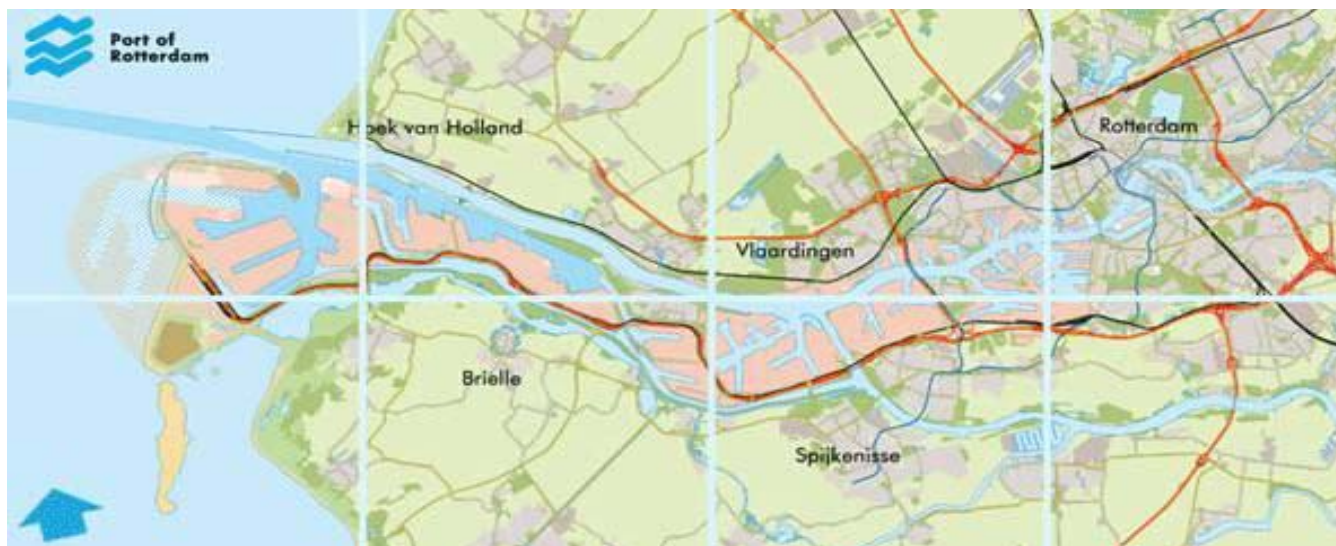 Port of
Rotterdam
Hoek van Holland
Rotterdam
Vlaardingen
Brielle
Spijkenisse